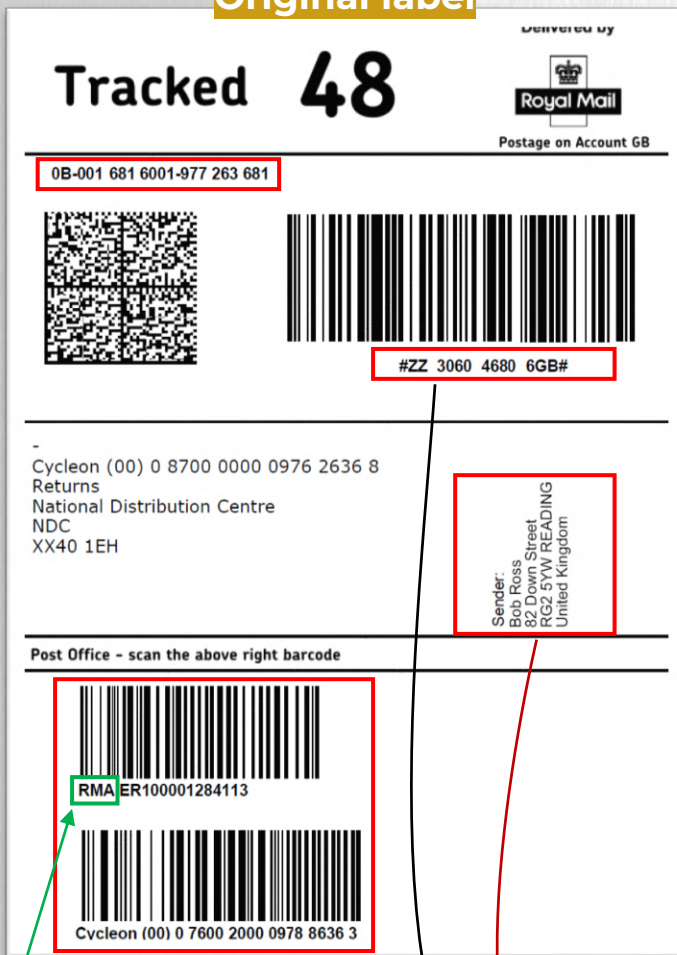 Original label
Delivered by
Tracked 48
Royal Mail
Postage on Account GB
0B-001 681 6001-977 263 681
#ZZ 3060 4680 6GB#
-
Cycleon (00) 0 8700 0000 0976 2636 8
Returns
National Distribution Centre
NDC
XX40 1EH
Sender:
Bob Ross
82 Down Street
RG2 5YW READING
United Kingdom
Post Office - scan the above right barcode
RMA ER100001284113
Cycleon (00) 0 7600 2000 0978 8636 3